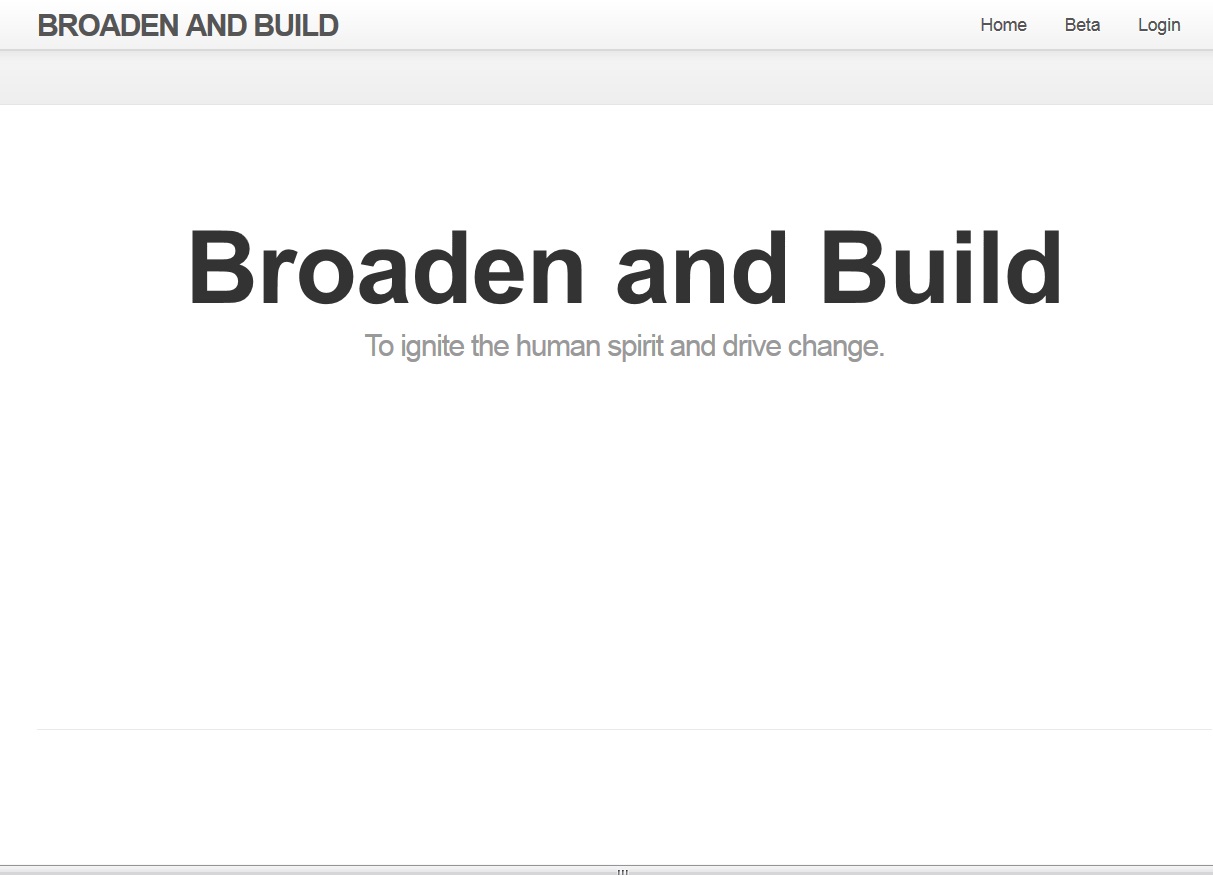 BROADEN AND BUILD
Home Beta Login
Broaden and Build
To ignite the human spirit and drive change.